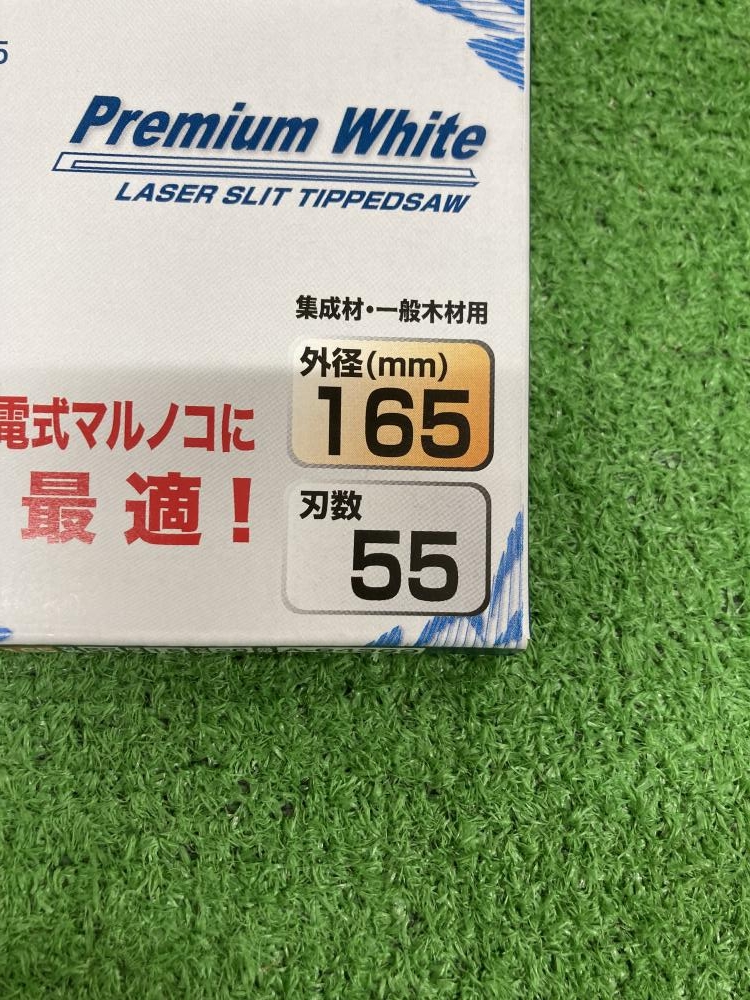 5
Premium White
LASER SLIT TIPPEDSAW
集成材・一般木材用
外径(mm)
165
電式マルノコに
最適！
刃数
55